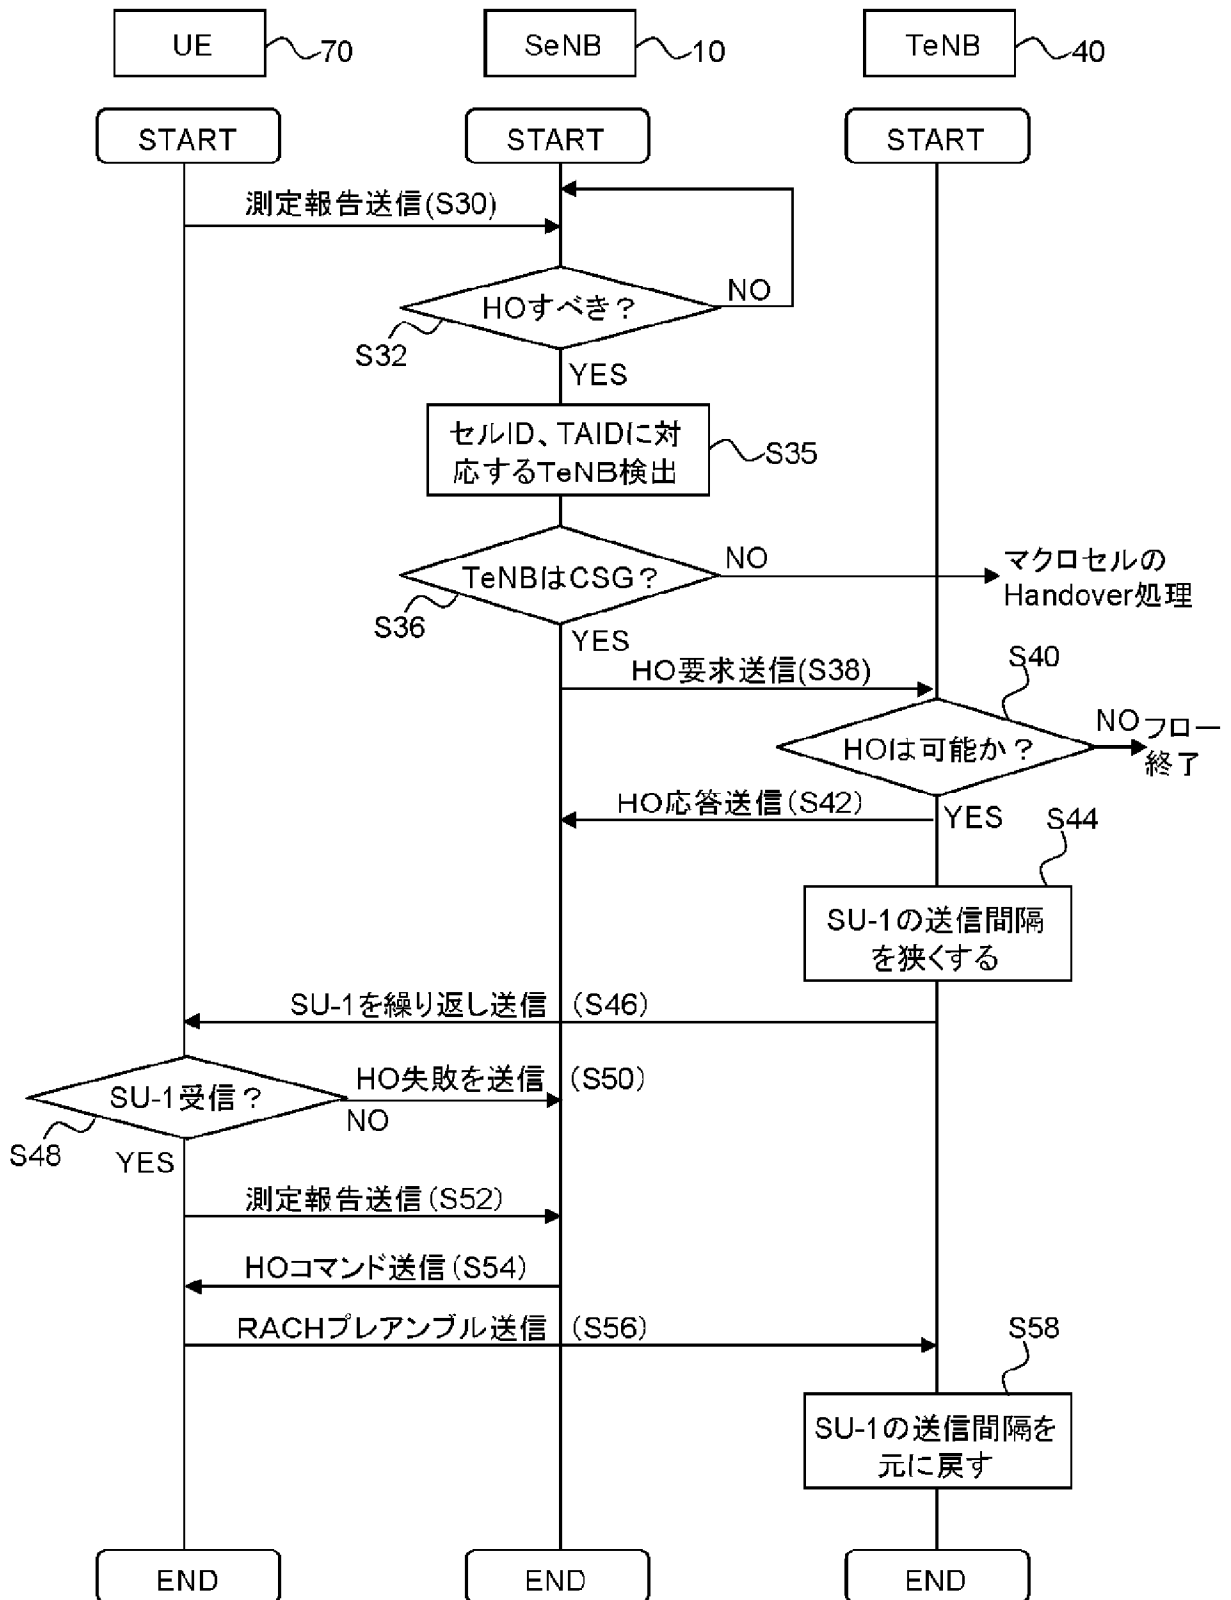 UE
70
SeNB
10
TeNB
40
START
START
START
測定報告送信(S30)
HOすべき？
NO
S32
YES
セルID、TAIDに対
応するTeNB検出
S35
TeNBはCSG？
NO
マクロセルの
Handover処理
S36
YES
HO要求送信(S38)
S40
HOは可能か？
NO
フロー
終了
HO応答送信(S42)
YES
S44
SU-1の送信間隔
を狭くする
SU-1を繰り返し送信 (S46)
SU-1受信？
HO失敗を送信 (S50)
NO
S48
YES
測定報告送信(S52)
HOコマンド送信(S54)
RACHプレアンブル送信 (S56)
S58
SU-1の送信間隔を
元に戻す
END
END
END